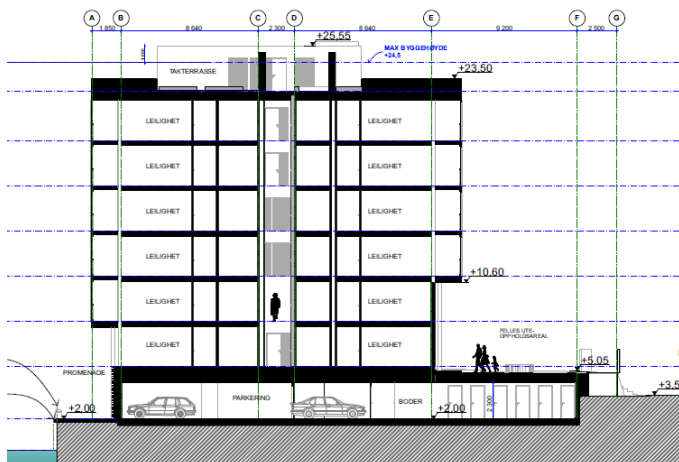 A B C D E F G
1 850 8 640 2 300 8 640 9 200 2 500
+25,55
MAX BYGGEHØYDE
+24,5
TAKTERRASSE
+23,50
LEILIGHET LEILIGHET
LEILIGHET LEILIGHET
LEILIGHET LEILIGHET
LEILIGHET LEILIGHET
+10,60
LEILIGHET LEILIGHET
FELLES UTE-
OPPHOLDSAREAL
LEILIGHET LEILIGHET
+5,05
PROMENADE
+3,5
PARKERING BODER
2 300
+2,00 +2,00